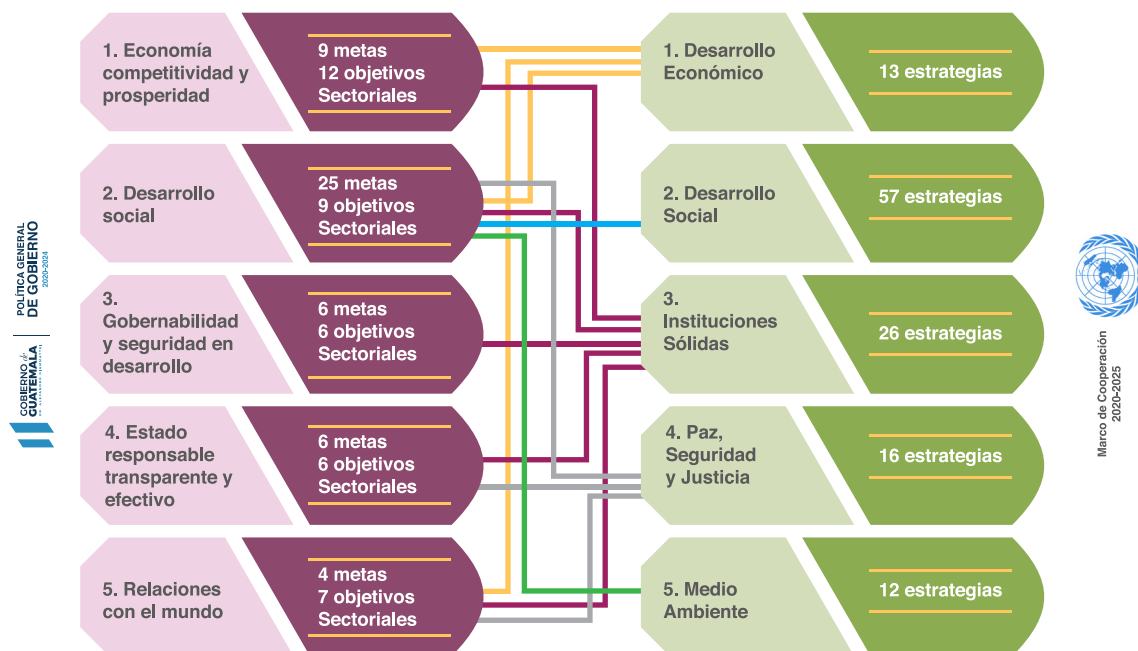 POLÍTICA GENERAL
DE GOBIERNO
2020-2024
GOBIERNO de
GUATEMALA
1. Economía
competitividad y
prosperidad
9 metas
12 objetivos
Sectoriales
1. Desarrollo
Económico
13 estrategias
2. Desarrollo
social
25 metas
9 objetivos
Sectoriales
2. Desarrollo
Social
57 estrategias
3.
Gobernabilidad
y seguridad en
desarrollo
6 metas
6 objetivos
Sectoriales
3.
Instituciones
Sólidas
26 estrategias
4. Estado
responsable
transparente y
efectivo
6 metas
6 objetivos
Sectoriales
4. Paz,
Seguridad
y Justicia
16 estrategias
5. Relaciones
con el mundo
4 metas
7 objetivos
Sectoriales
5. Medio
Ambiente
12 estrategias
Marco de Cooperación
2020-2025